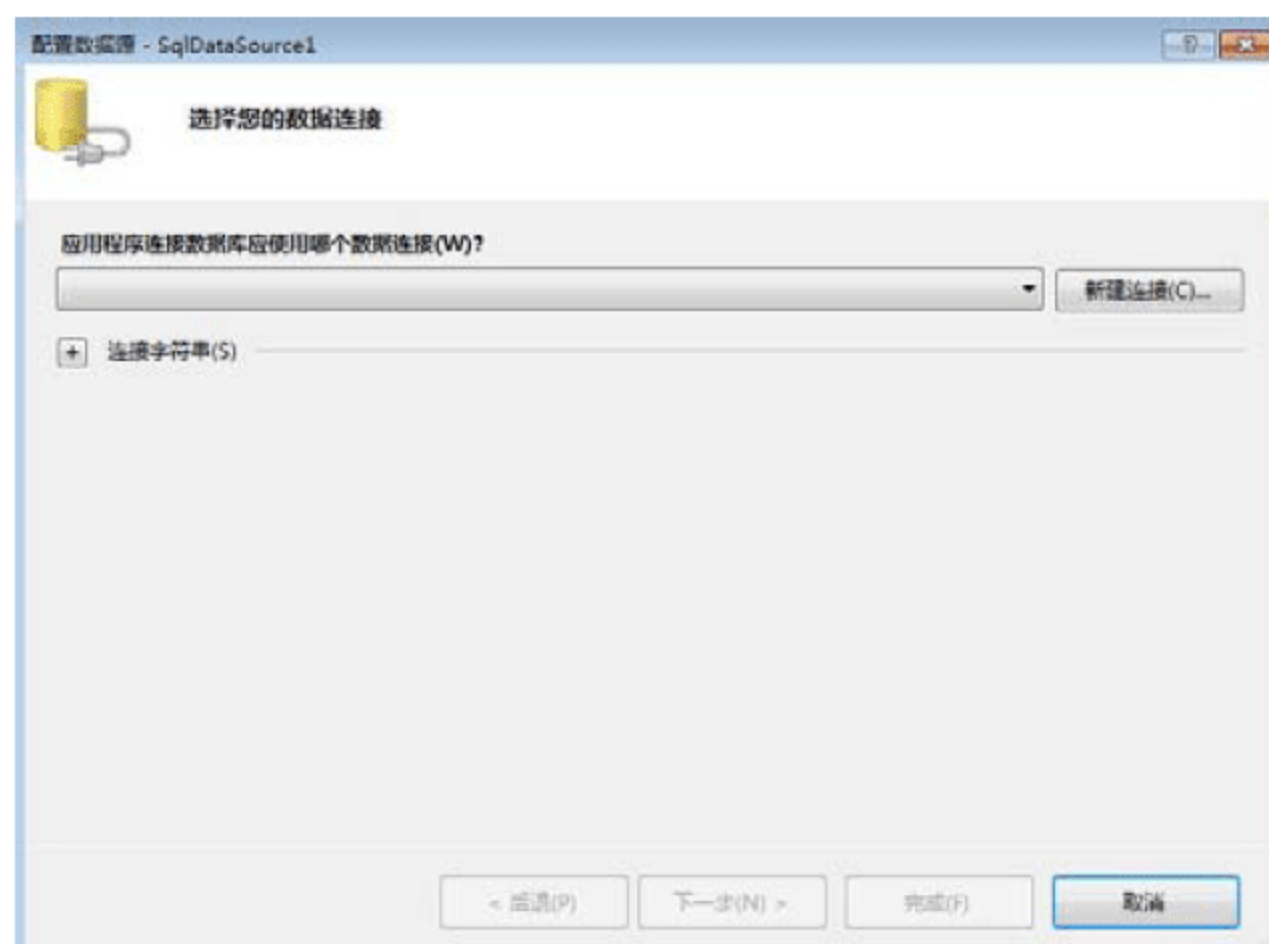 配置数据源 - SqlDataSource1
选择您的数据连接
应用程序连接数据库应使用哪个数据连接(W)?
新建连接(C)...
+ 连接字符串(S)
< 后退(P)
下一步(N) >
完成(F)
取消